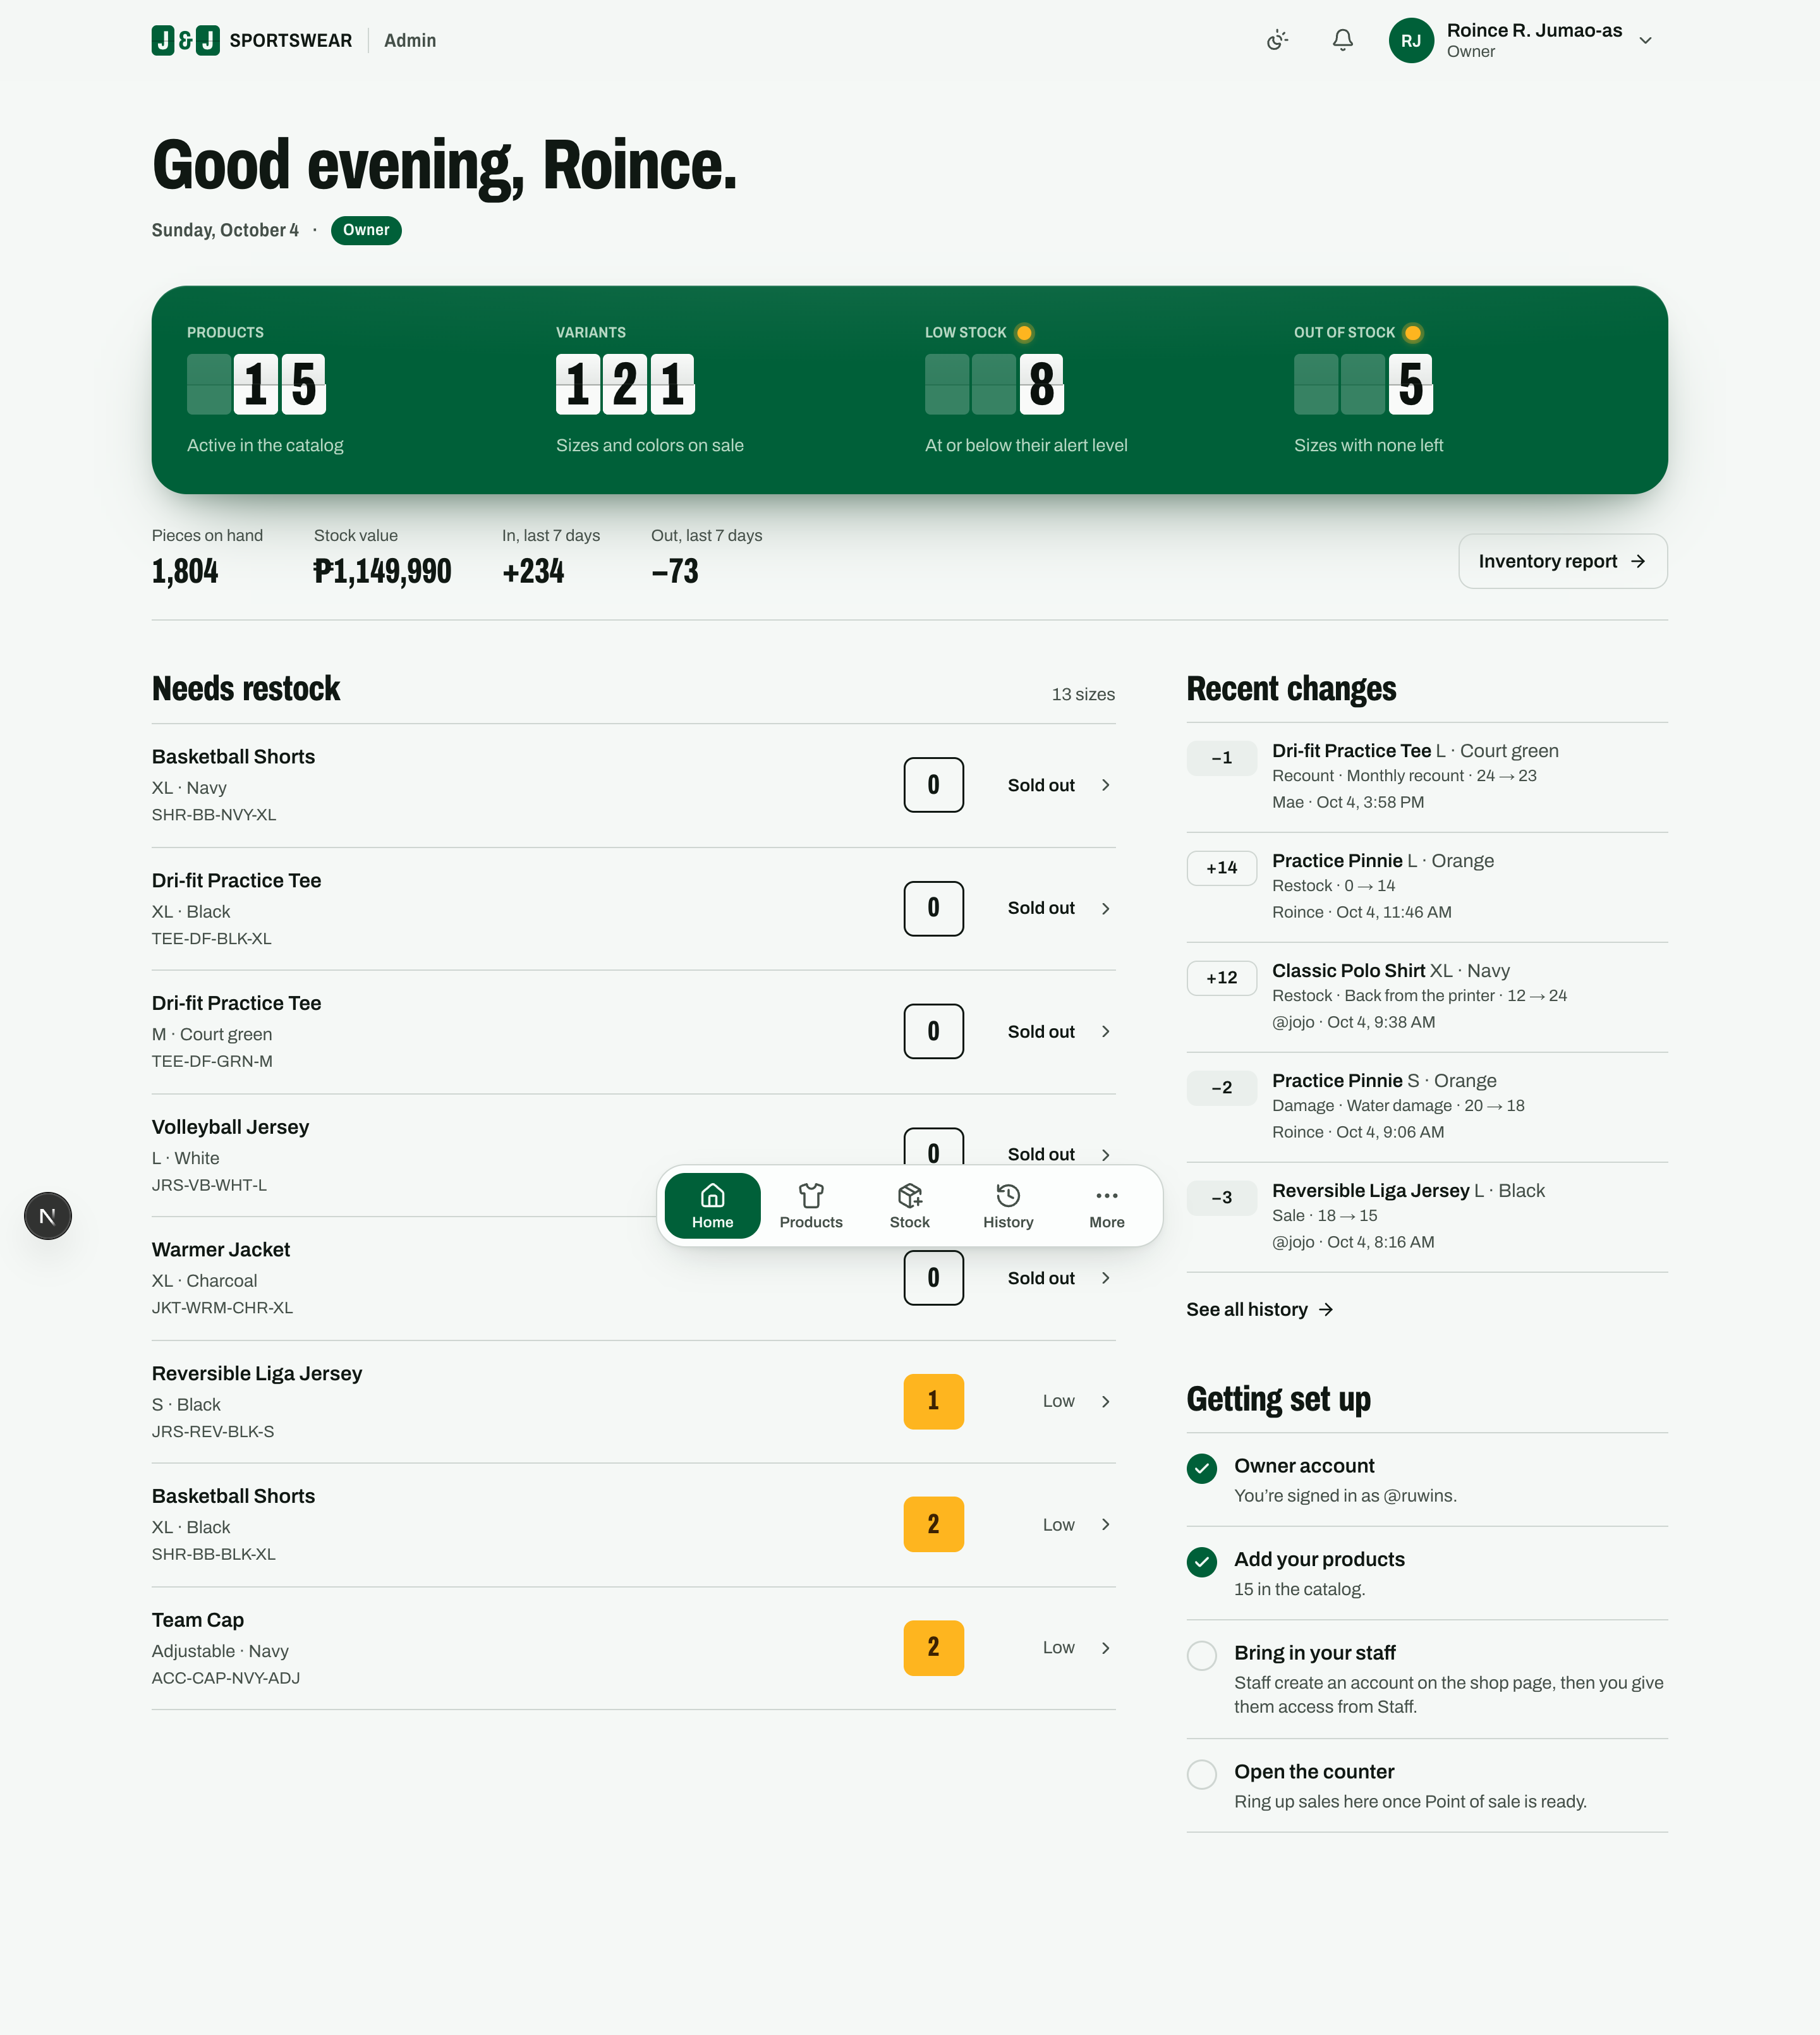 J&J SPORTSWEAR Admin
RJ
Roince R. Jumao-as
Owner
Good evening, Roince.
Sunday, October 4 · Owner
PRODUCTS
15
Active in the catalog
VARIANTS
121
Sizes and colors on sale
LOW STOCK
8
At or below their alert level
OUT OF STOCK
5
Sizes with none left
Pieces on hand
1,804
Stock value
₱1,149,990
In, last 7 days
+234
Out, last 7 days
−73
Inventory report →
Needs restock
13 sizes
Basketball Shorts
XL · Navy
SHR-BB-NVY-XL
0
Sold out
Dri-fit Practice Tee
XL · Black
TEE-DF-BLK-XL
0
Sold out
Dri-fit Practice Tee
M · Court green
TEE-DF-GRN-M
0
Sold out
Volleyball Jersey
L · White
JRS-VB-WHT-L
0
Sold out
Warmer Jacket
XL · Charcoal
JKT-WRM-CHR-XL
0
Sold out
Reversible Liga Jersey
S · Black
JRS-REV-BLK-S
1
Low
Basketball Shorts
XL · Black
SHR-BB-BLK-XL
2
Low
Team Cap
Adjustable · Navy
ACC-CAP-NVY-ADJ
2
Low
Recent changes
−1
Dri-fit Practice Tee L · Court green
Recount · Monthly recount · 24 → 23
Mae · Oct 4, 3:58 PM
+14
Practice Pinnie L · Orange
Restock · 0 → 14
Roince · Oct 4, 11:46 AM
+12
Classic Polo Shirt XL · Navy
Restock · Back from the printer · 12 → 24
@jojo · Oct 4, 9:38 AM
−2
Practice Pinnie S · Orange
Damage · Water damage · 20 → 18
Roince · Oct 4, 9:06 AM
−3
Reversible Liga Jersey L · Black
Sale · 18 → 15
@jojo · Oct 4, 8:16 AM
See all history →
Getting set up
Owner account
You’re signed in as @ruwins.
Add your products
15 in the catalog.
Bring in your staff
Staff create an account on the shop page, then you give
them access from Staff.
Open the counter
Ring up sales here once Point of sale is ready.
N
Home
Products
Stock
History
More